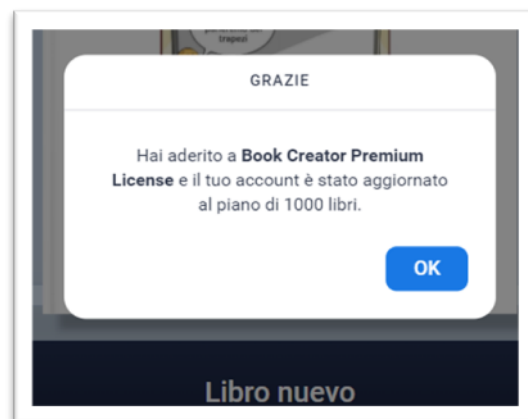 trapezi
GRAZIE
Hai aderito a Book Creator Premium
License e il tuo account è stato aggiornato
al piano di 1000 libri.
OK
Libro nuevo